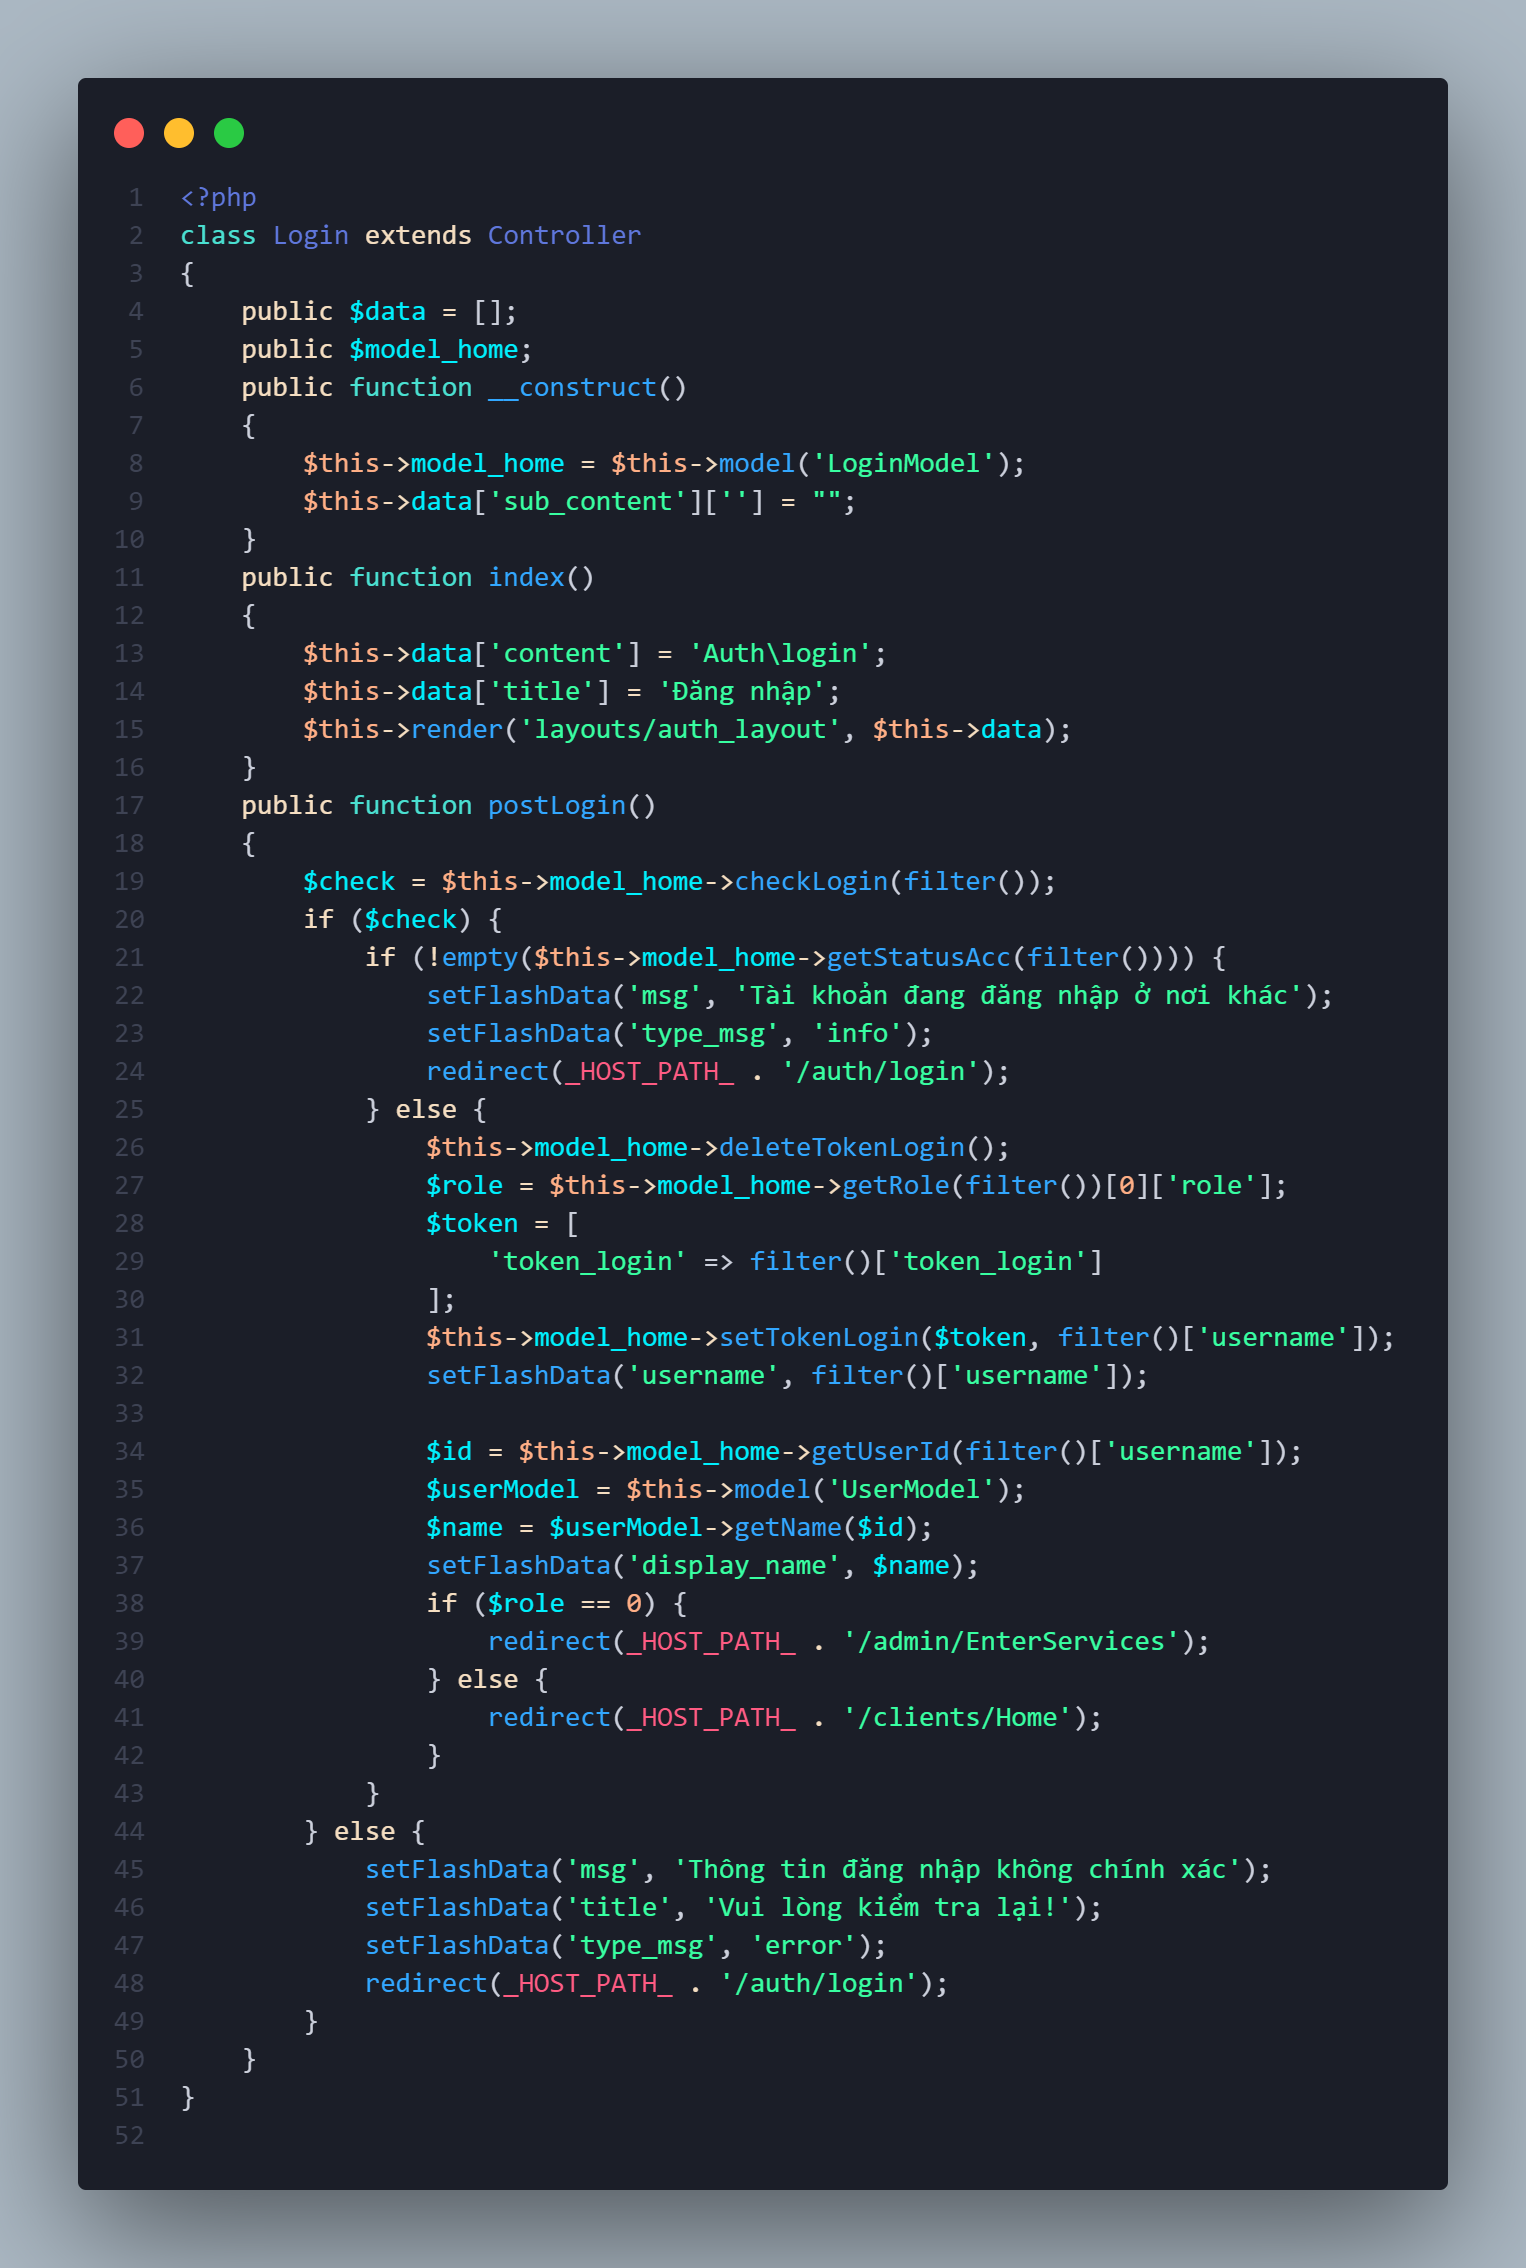 1 <?php
2 class Login extends Controller
3 {
4     public $data = [];
5     public $model_home;
6     public function __construct()
7     {
8         $this->model_home = $this->model('LoginModel');
9         $this->data['sub_content'][''] = "";
10     }
11     public function index()
12     {
13         $this->data['content'] = 'Auth\login';
14         $this->data['title'] = 'Đăng nhập';
15         $this->render('layouts/auth_layout', $this->data);
16     }
17     public function postLogin()
18     {
19         $check = $this->model_home->checkLogin(filter());
20         if ($check) {
21             if (!empty($this->model_home->getStatusAcc(filter()))) {
22                 setFlashData('msg', 'Tài khoản đang đăng nhập ở nơi khác');
23                 setFlashData('type_msg', 'info');
24                 redirect(_HOST_PATH_ . '/auth/login');
25             } else {
26                 $this->model_home->deleteTokenLogin();
27                 $role = $this->model_home->getRole(filter())[0]['role'];
28                 $token = [
29                     'token_login' => filter()['token_login']
30                 ];
31                 $this->model_home->setTokenLogin($token, filter()['username']);
32                 setFlashData('username', filter()['username']);
33
34                 $id = $this->model_home->getUserId(filter()['username']);
35                 $userModel = $this->model('UserModel');
36                 $name = $userModel->getName($id);
37                 setFlashData('display_name', $name);
38                 if ($role == 0) {
39                     redirect(_HOST_PATH_ . '/admin/EnterServices');
40                 } else {
41                     redirect(_HOST_PATH_ . '/clients/Home');
42                 }
43             }
44         } else {
45             setFlashData('msg', 'Thông tin đăng nhập không chính xác');
46             setFlashData('title', 'Vui lòng kiểm tra lại!');
47             setFlashData('type_msg', 'error');
48             redirect(_HOST_PATH_ . '/auth/login');
49         }
50     }
51 }
52